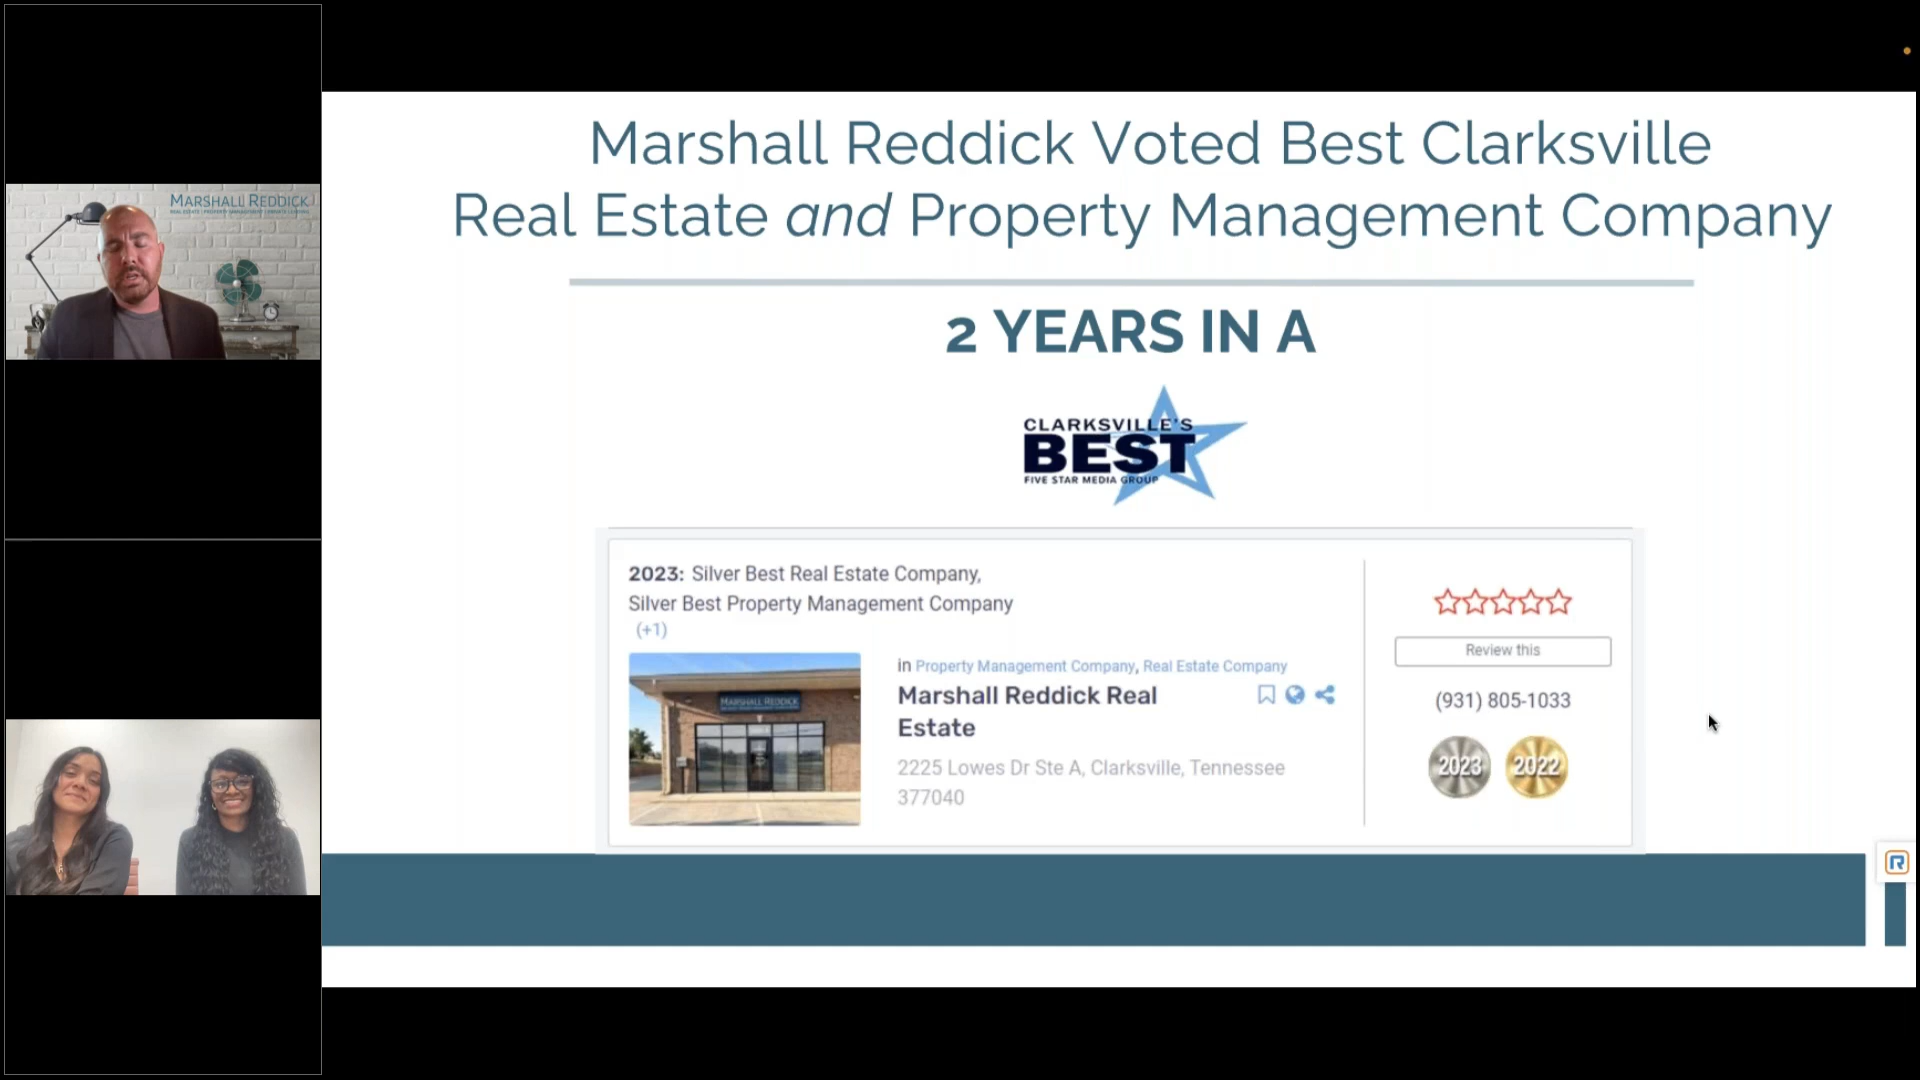 MARSHALL REDDICK
Marshall Reddick Voted Best Clarksville
Real Estate and Property Management Company
2 YEARS IN A
CLARKSVILLE'S
BEST
FIVE STAR MEDIA GROUP
2023: Silver Best Real Estate Company,
Silver Best Property Management Company
(+1)
MARSHALL REDDICK
in Property Management Company, Real Estate Company
Marshall Reddick Real
Estate
2225 Lowes Dr Ste A, Clarksville, Tennessee
377040
Review this
(931) 805-1033
2023 2022
R